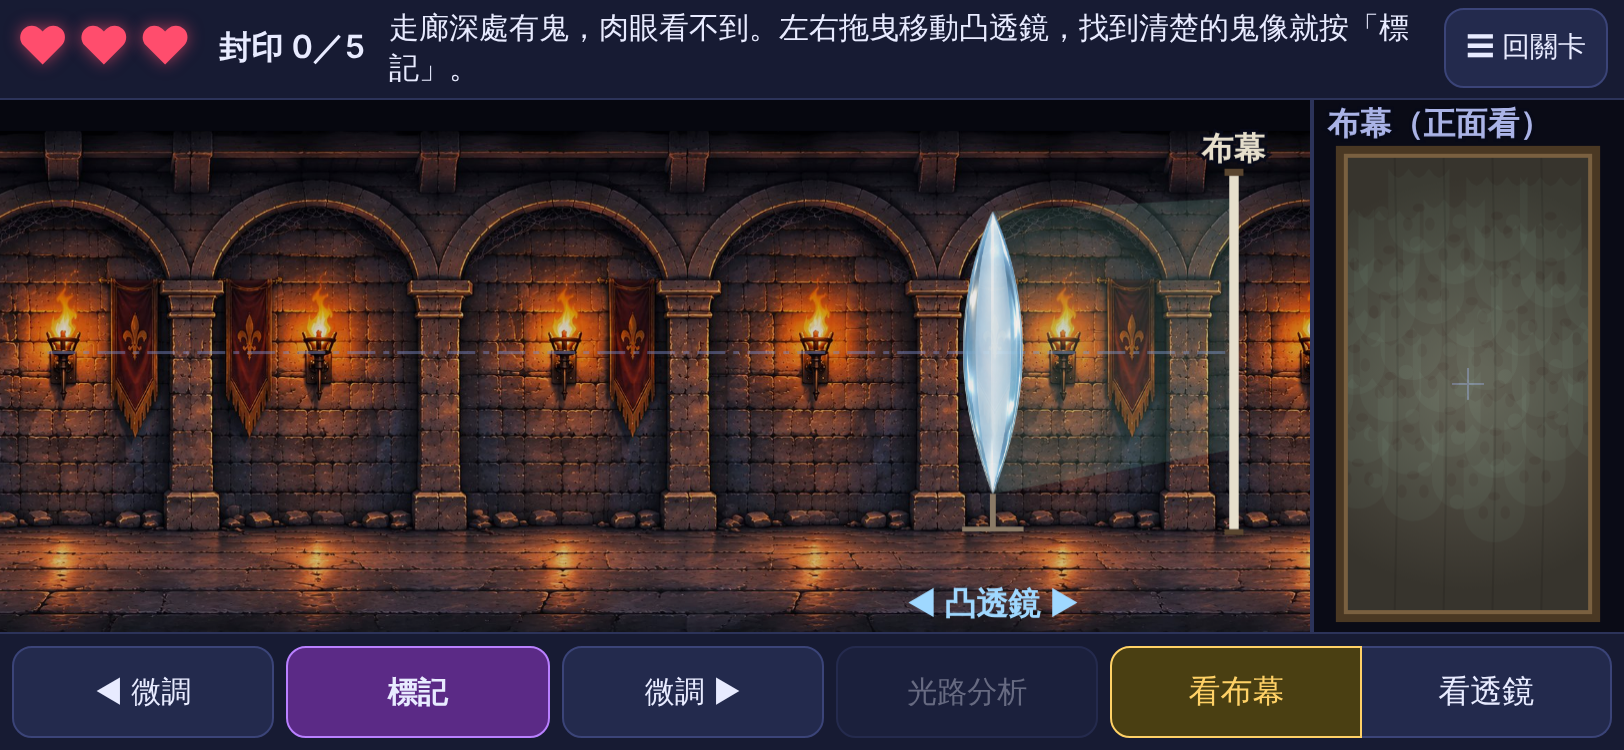 封印 0／5
走廊深處有鬼，肉眼看不到。左右拖曳移動凸透鏡，找到清楚的鬼像就按「標
記」。
☰ 回關卡
布幕
布幕（正面看）
◀ 凸透鏡 ▶
◀ 微調
標記
微調 ▶
光路分析
看布幕
看透鏡